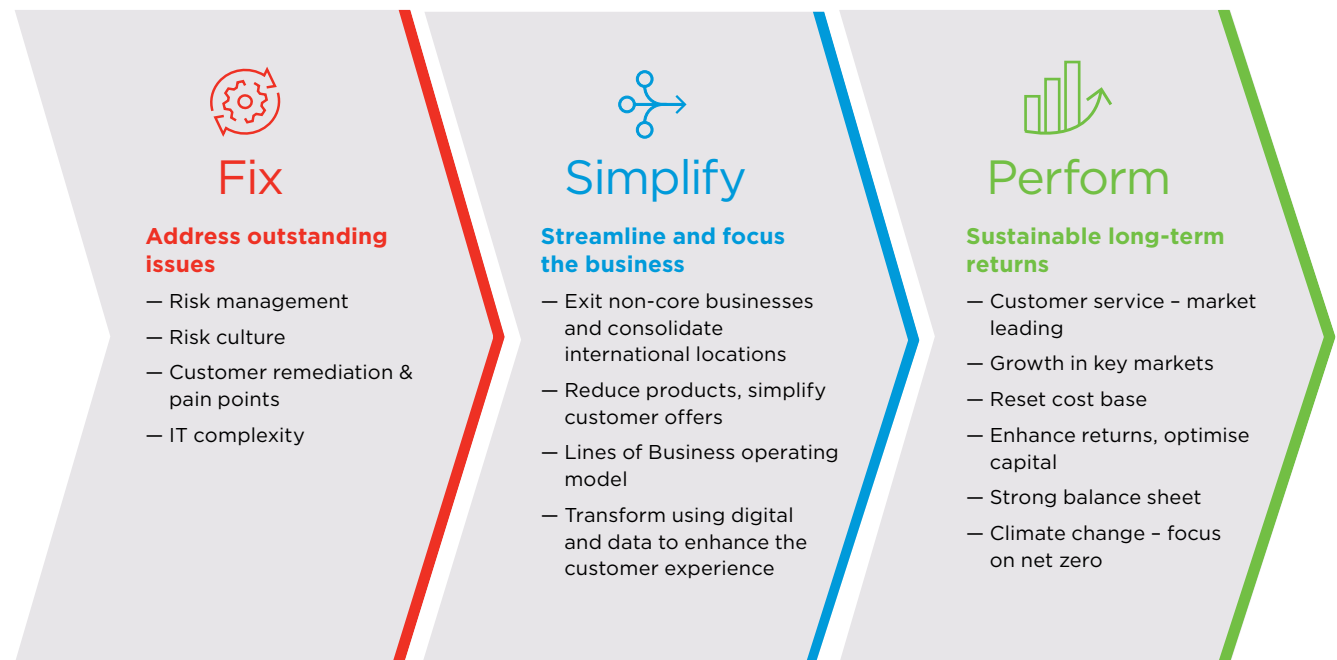 Fix
Address outstanding
issues
— Risk management
— Risk culture
— Customer remediation &
pain points
— IT complexity
Simplify
Streamline and focus
the business
— Exit non-core businesses
and consolidate
international locations
— Reduce products, simplify
customer offers
— Lines of Business operating
model
— Transform using digital
and data to enhance the
customer experience
Perform
Sustainable long-term
returns
— Customer service – market
leading
— Growth in key markets
— Reset cost base
— Enhance returns, optimise
capital
— Strong balance sheet
— Climate change – focus
on net zero